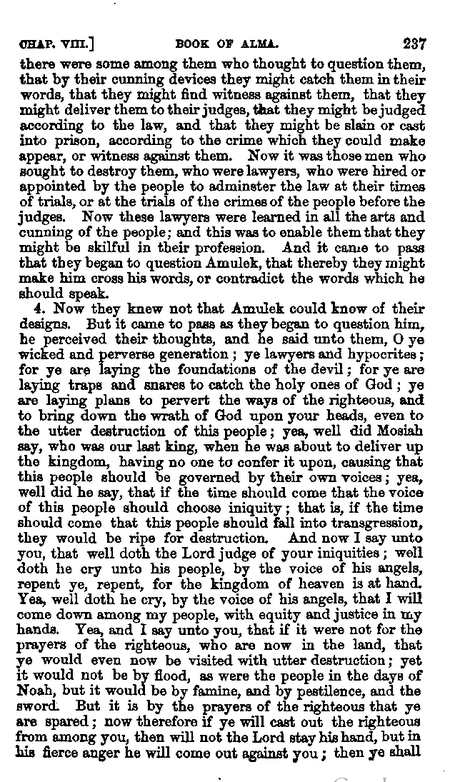 CHAP. VIII.] BOOK OF ALMA. 237
there were some among them who thought to question them,
that by their cunning devices they might catch them in their
words, that they might find witness against them, that they
might deliver them to their judges, that they might be judged
according to the law, and that they might be slain or cast
into prison, according to the crime which they could make
appear, or witness against them. Now it was those men who
sought to destroy them, who were lawyers, who were hired or
appointed by the people to adminster the law at their times
of trials, or at the trials of the crimes of the people before the
judges. Now these lawyers were learned in all the arts and
cunning of the people; and this was to enable them that they
might be skilful in their profession. And it came to pass
that they began to question Amulek, that thereby they might
make him cross his words, or contradict the words which he
should speak.
4. Now they knew not that Amulek could know of their
designs. But it came to pass as they began to question him,
he perceived their thoughts, and he said unto them, O ye
wicked and perverse generation; ye lawyers and hypocrites;
for ye are laying the foundations of the devil; for ye are
laying traps and snares to catch the holy ones of God; ye
are laying plans to pervert the ways of the righteous, and
to bring down the wrath of God upon your heads, even to
the utter destruction of this people; yea, well did Mosiah
say, who was our last king, when he was about to deliver up
the kingdom, having no one to confer it upon, causing that
this people should be governed by their own voices; yea,
well did he say, that if the time should come that the voice
of this people should choose iniquity; that is, if the time
should come that this people should fall into transgression,
they would be ripe for destruction. And now I say unto
you, that well doth the Lord judge of your iniquities; well
doth he cry unto his people, by the voice of his angels,
repent ye, repent, for the kingdom of heaven is at hand.
Yea, well doth he cry, by the voice of his angels, that I will
come down among my people, with equity and justice in my
hands. Yea, and I say unto you, that if it were not for the
prayers of the righteous, who are now in the land, that
ye would even now be visited with utter destruction; yet
it would not be by flood, as were the people in the days of
Noah, but it would be by famine, and by pestilence, and the
sword. But it is by the prayers of the righteous that ye
are spared; now therefore if ye will cast out the righteous
from among you, then will not the Lord stay his hand, but in
his fierce anger he will come out against you; then ye shall